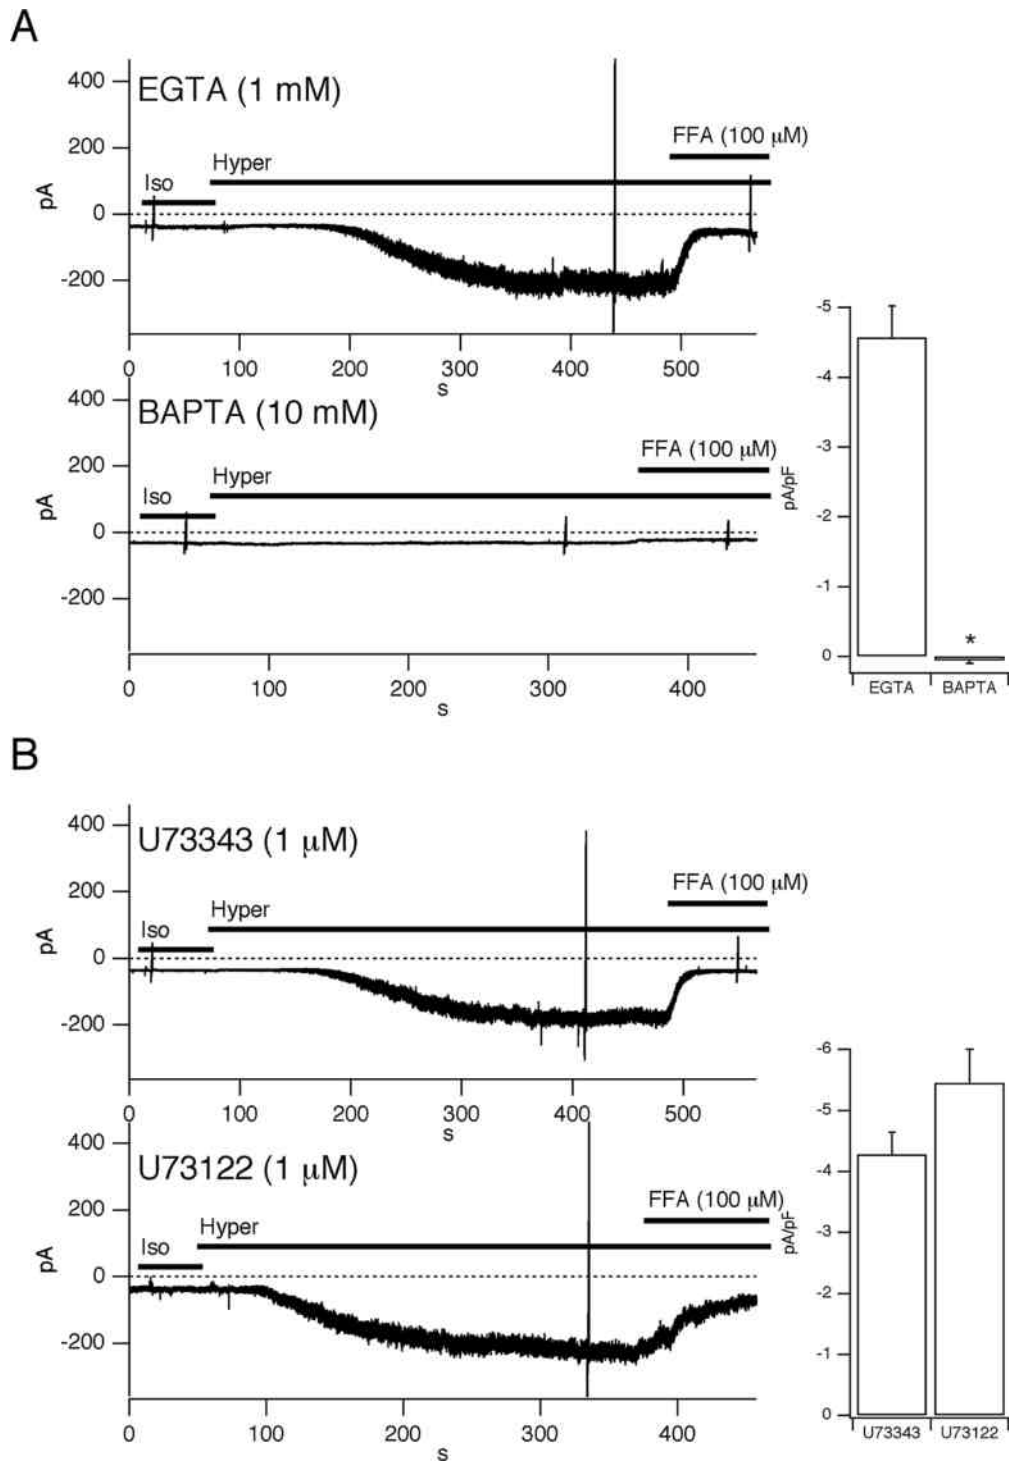 A
EGTA (1 mM)
FFA (100 μM)
Hyper
Iso
400
200
0
-200
pA
0 100 200 300 400 500
s
BAPTA (10 mM)
FFA (100 μM)
Hyper
Iso
400
200
0
-200
pA
0 100 200 300 400
s
-5
-4
-3
-2
-1
0
pA/pF
*
EGTA BAPTA
B
U73343 (1 μM)
FFA (100 μM)
Hyper
Iso
400
200
0
-200
pA
0 100 200 300 400 500
s
U73122 (1 μM)
FFA (100 μM)
Hyper
Iso
400
200
0
-200
pA
0 100 200 300 400
s
-6
-5
-4
-3
-2
-1
0
pA/pF
U73343 U73122